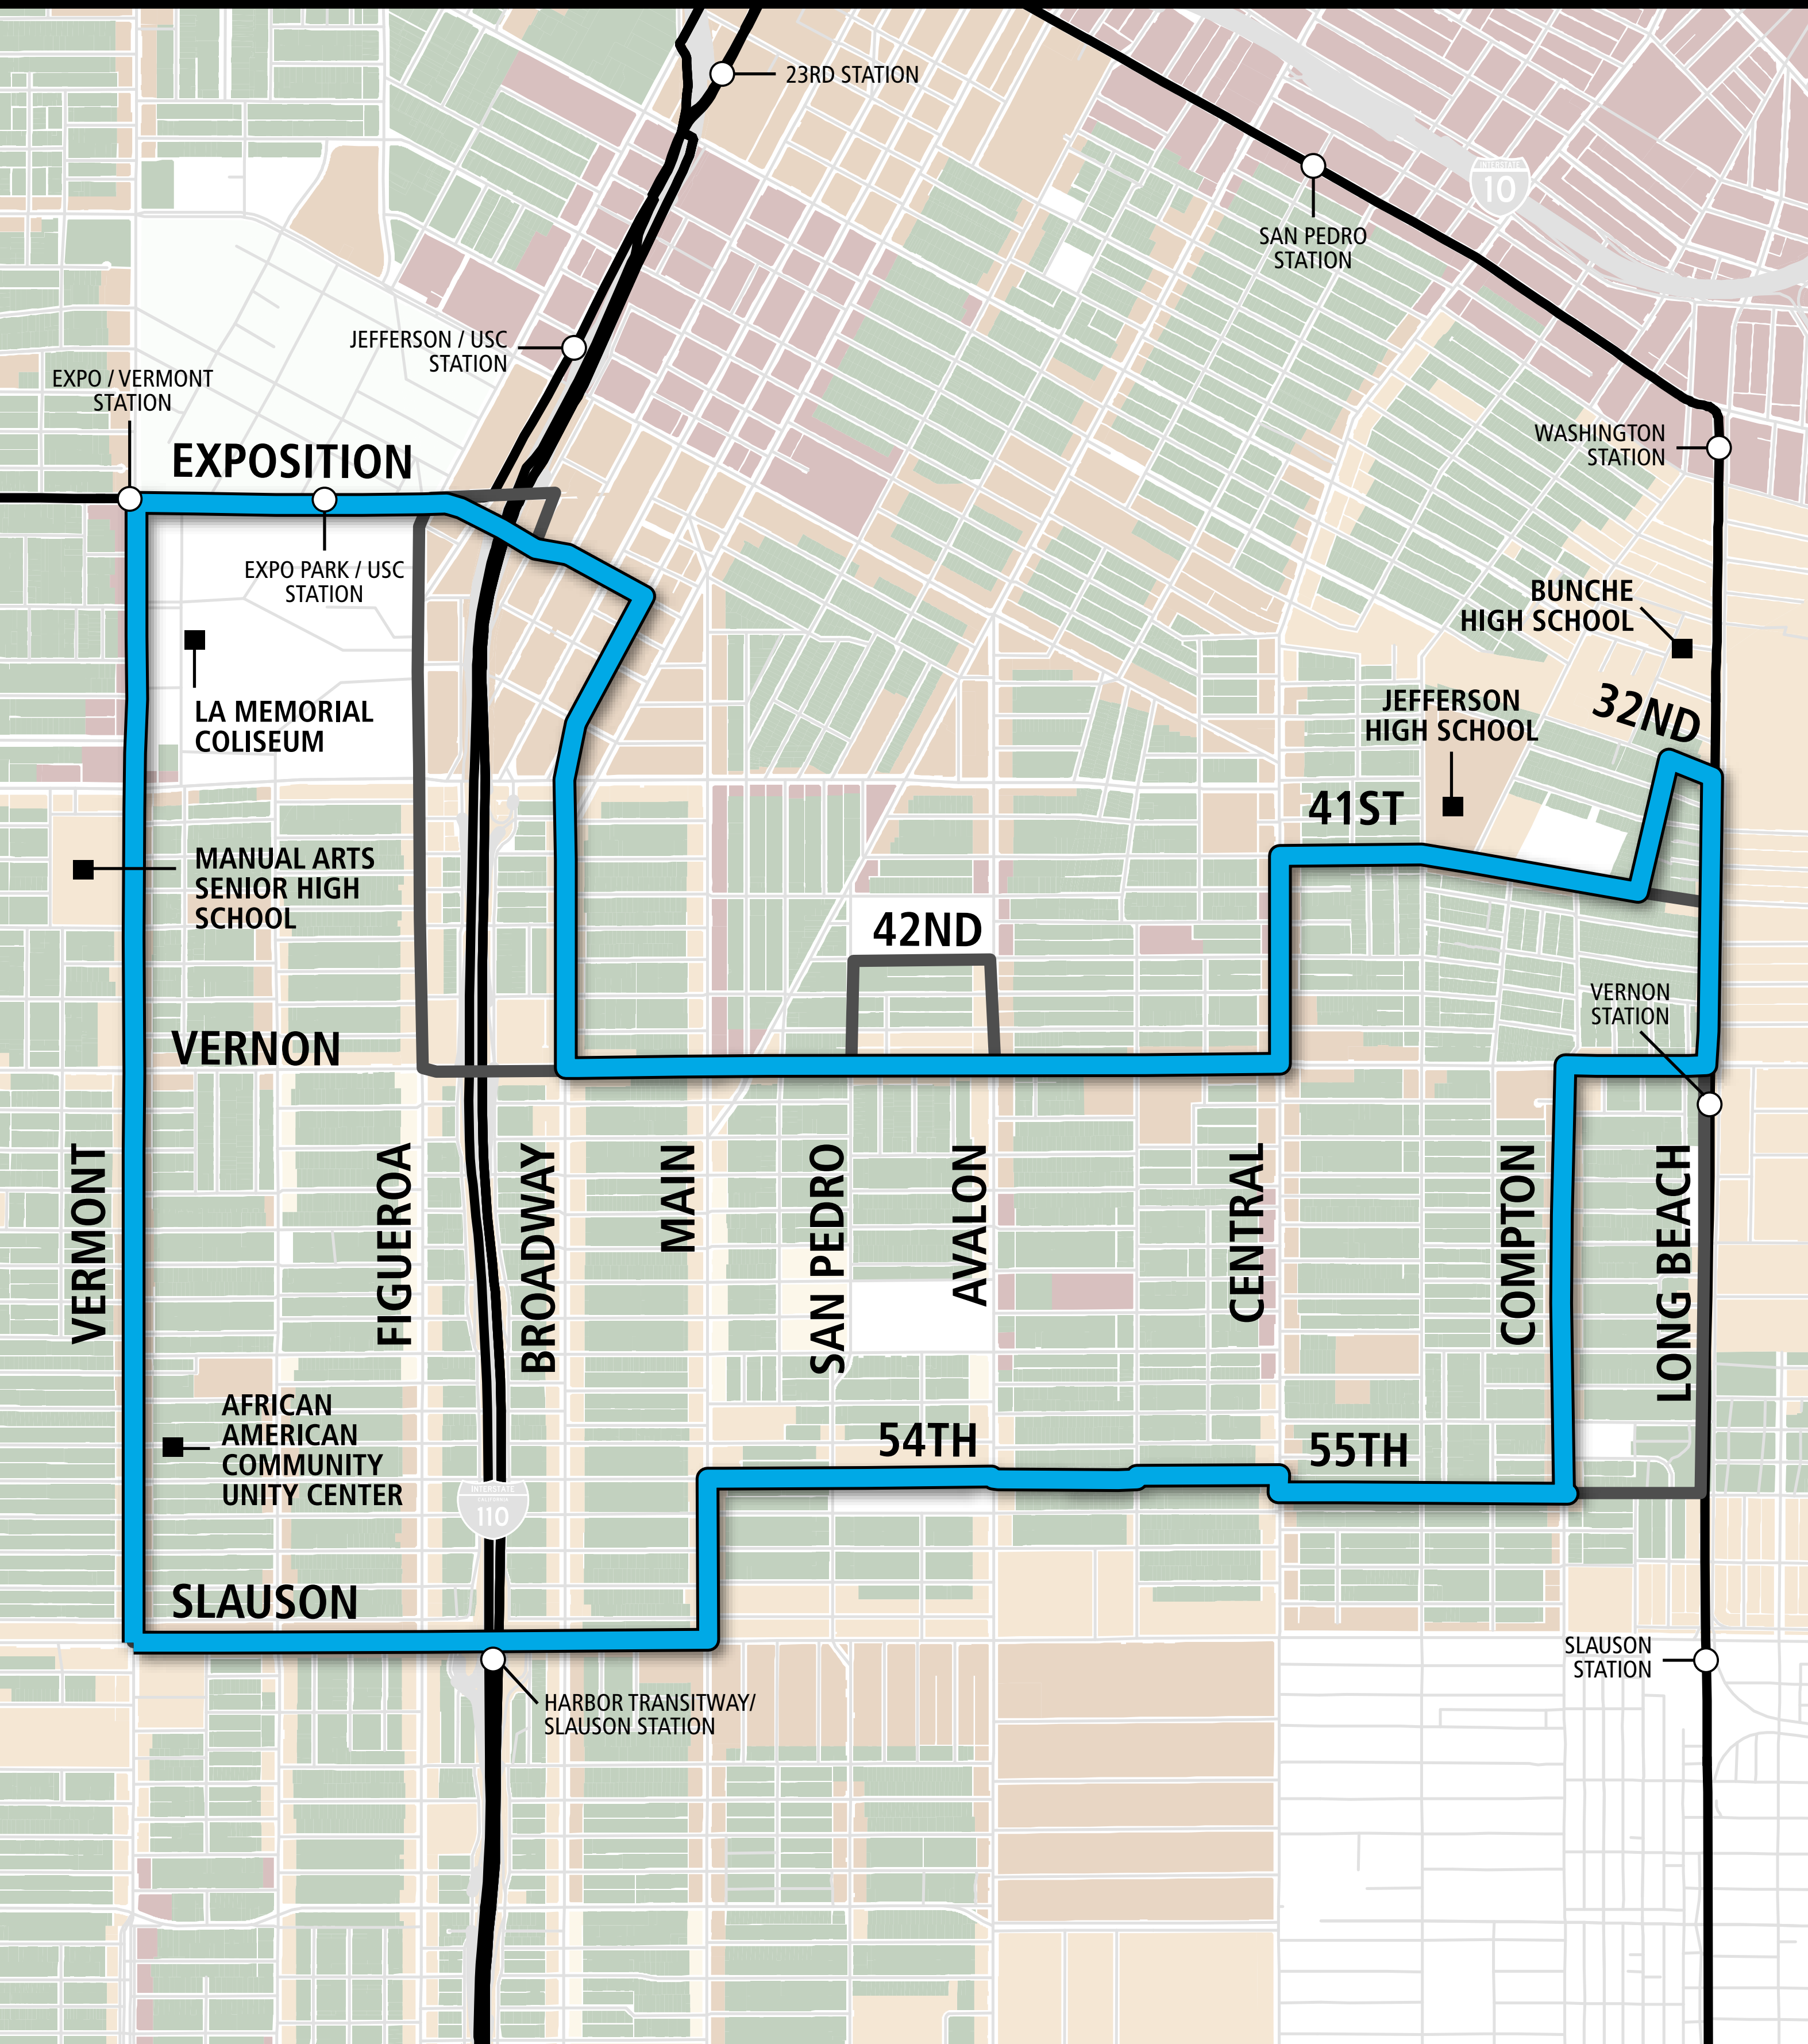 23RD STATION
INTERSTATE
10
SAN PEDRO
STATION
JEFFERSON / USC
STATION
EXPO / VERMONT
STATION
WASHINGTON
STATION
EXPOSITION
EXPO PARK / USC
STATION
BUNCHE
HIGH SCHOOL
32ND
JEFFERSON
HIGH SCHOOL
LA MEMORIAL
COLISEUM
41ST
MANUAL ARTS
SENIOR HIGH
SCHOOL
42ND
VERNON
STATION
VERNON
VERMONT
FIGUEROA
BROADWAY
MAIN
SAN PEDRO
AVALON
CENTRAL
COMPTON
LONG BEACH
AFRICAN
AMERICAN
COMMUNITY
UNITY CENTER
54TH
55TH
INTERSTATE
CALIFORNIA
110
SLAUSON
SLAUSON
STATION
HARBOR TRANSITWAY/
SLAUSON STATION